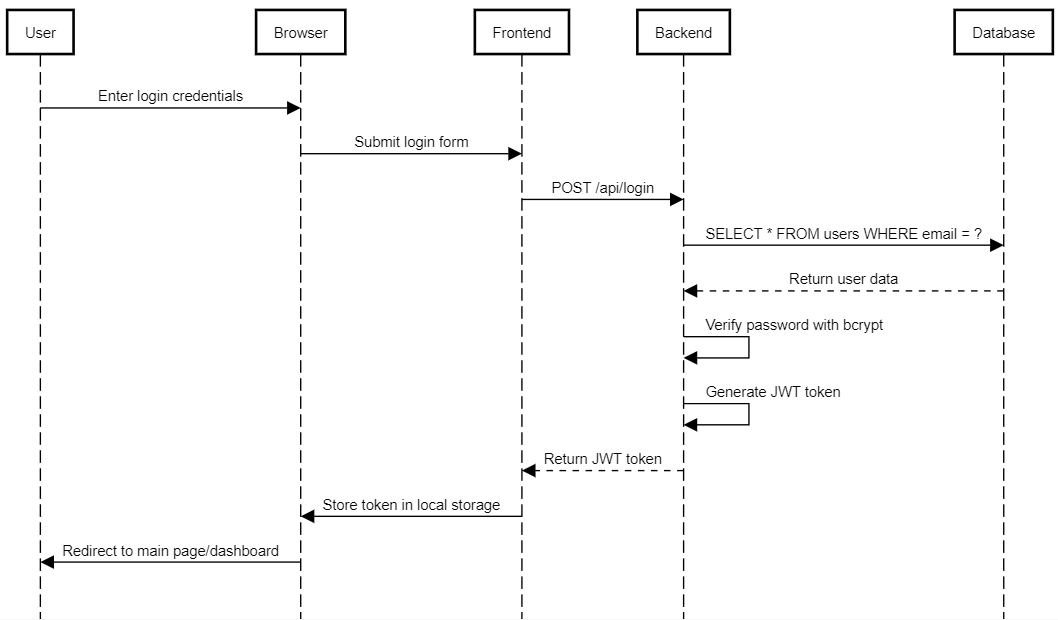 User
Browser
Frontend
Backend
Database
Enter login credentials
Submit login form
POST /api/login
SELECT * FROM users WHERE email = ?
Return user data
Verify password with bcrypt
Generate JWT token
Return JWT token
Store token in local storage
Redirect to main page/dashboard